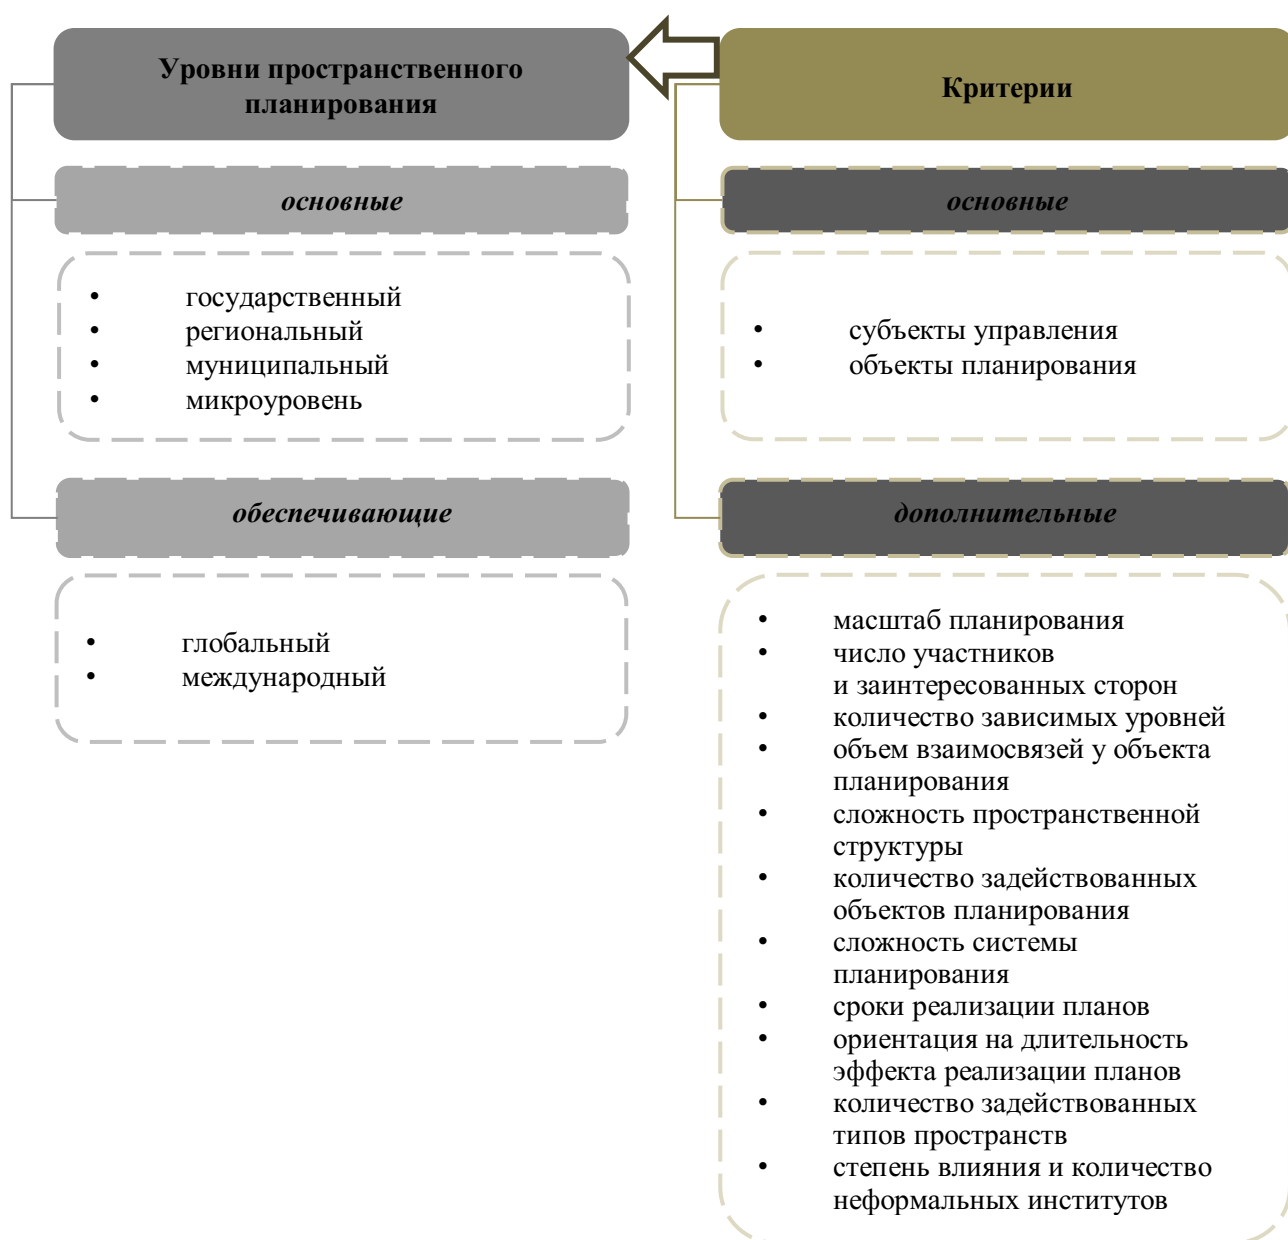 Уровни пространственного
планирования
основные
• государственный
• региональный
• муниципальный
• микроуровень
обеспечивающие
• глобальный
• международный
Критерии
основные
• субъекты управления
• объекты планирования
дополнительные
• масштаб планирования
• число участников
и заинтересованных сторон
• количество зависимых уровней
• объем взаимосвязей у объекта
планирования
• сложность пространственной
структуры
• количество задействованных
объектов планирования
• сложность системы
планирования
• сроки реализации планов
• ориентация на длительность
эффекта реализации планов
• количество задействованных
типов пространств
• степень влияния и количество
неформальных институтов